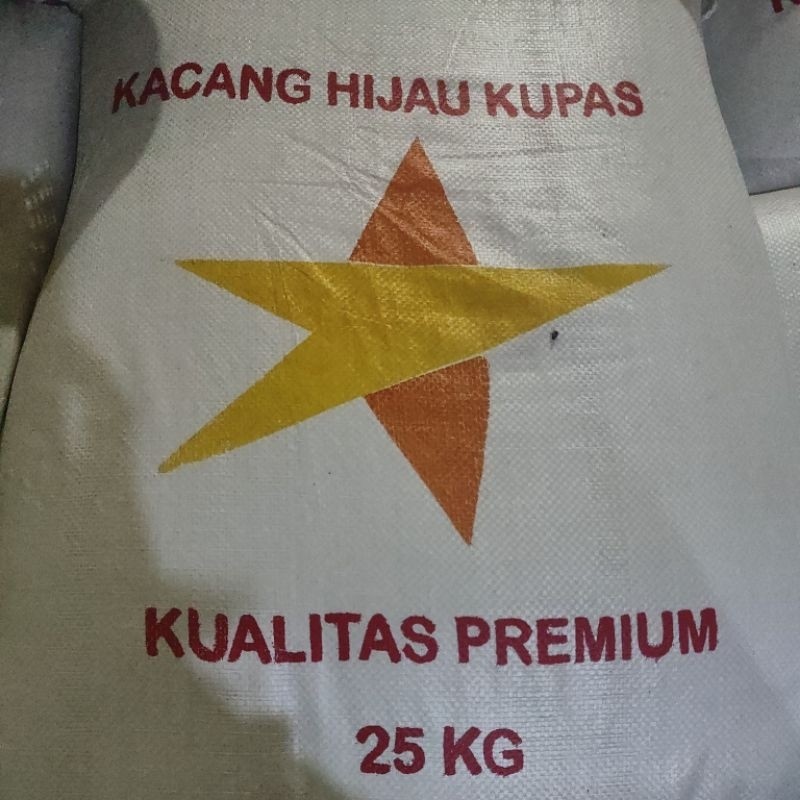 KACANG HIJAU KUPAS
KUALITAS PREMIUM
25 KG